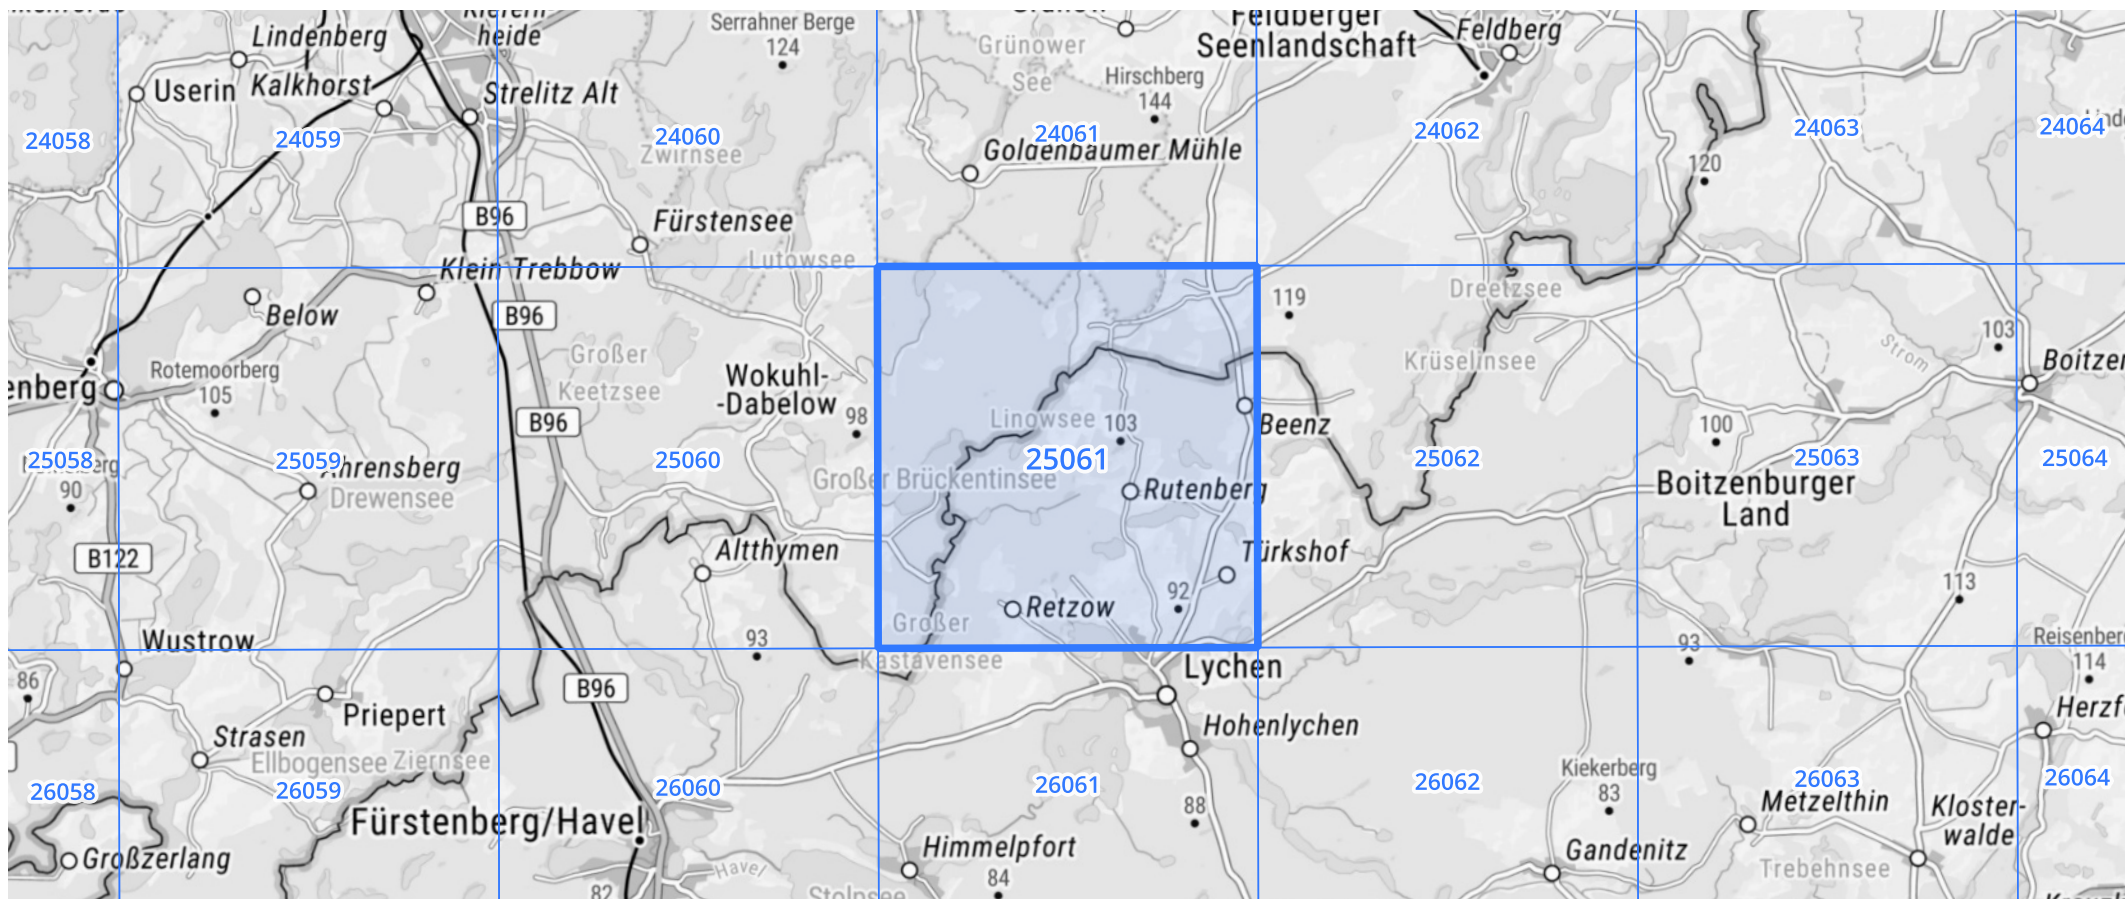 Kiefern-
heide
Lindenberg
Userin
Kalkhorst
Strelitz Alt
Serrahner Berge
124
Grünower
See
Hirschberg
144
Feldberger
Seenlandschaft
Feldberg
24058
24059
24060
24061
24062
24063
24064
Zwirnsee
Goldenbaumer Mühle
120
B96
Fürstensee
Lutowsee
Klein Trebbow
Below
B96
119
Dreetzsee
Rotemoorberg
105
Großer
Keetzsee
Wokuhl-
-Dabelow
98
Krüselinsee
Strom
103
enberg
B96
Linowsee
103
Beenz
100
25058
90
25059
Ahrensberg
Drewensee
25060
Großer Brückentinsee
25061
Rutenberg
25062
25063
25064
Boitzenburger
Land
B122
Altthymen
Türkshof
92
Retzow
113
Wustrow
93
Großer
Kastavensee
93
Reisenberg
114
86
Priepert
B96
Lychen
Hohenlychen
Strasen
Ellbogensee
Ziernsee
Kiekerberg
83
26058
26059
26060
26061
26062
26063
26064
Fürstenberg/Havel
88
Metzelthin
Kloster-
walde
Großzerlang
Himmelpfort
84
Gandenitz
Trebehnsee
Havel
82
Stolpsee